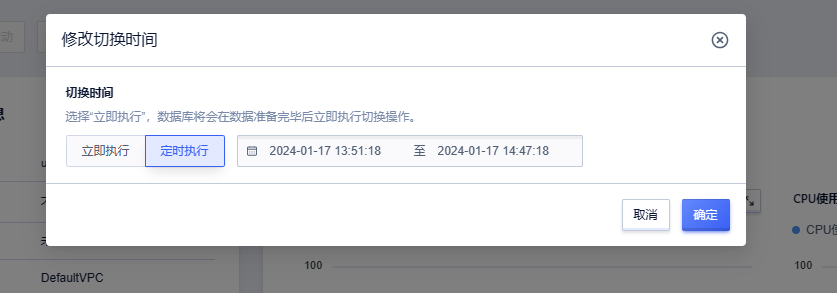 动
修改切换时间
切换时间
选择“立即执行”，数据库将会在数据准备完毕后立即执行切换操作。
立即执行 定时执行 2024-01-17 13:51:18 至 2024-01-17 14:47:18
取消 确定
CPU使用
CPU使
100 100
DefaultVPC